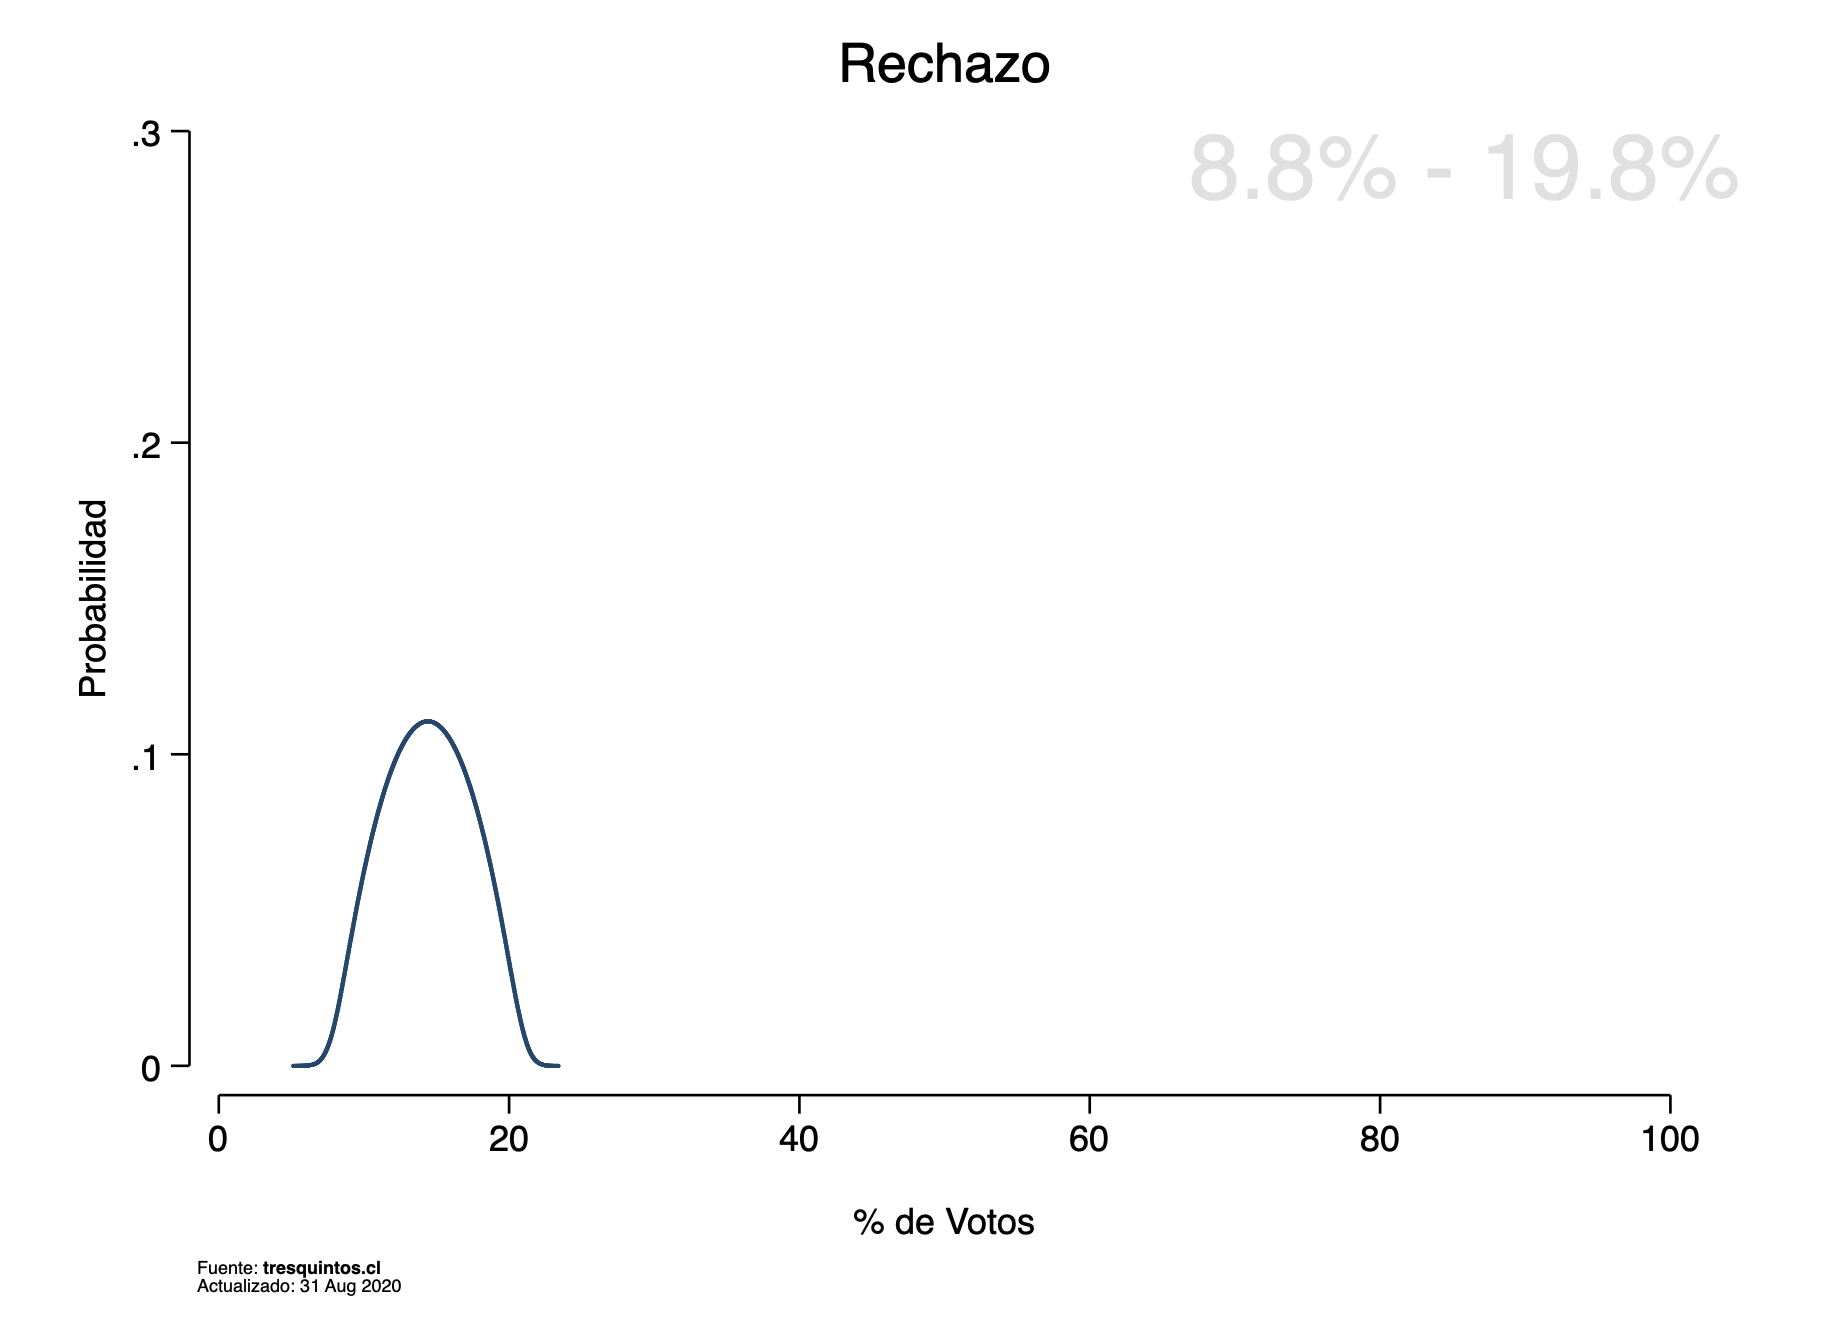 Rechazo
8.8% - 19.8%
.3
.2
.1
0
Probabilidad
0 20 40 60 80 100
% de Votos
Fuente: tresquintos.cl
Actualizado: 31 Aug 2020